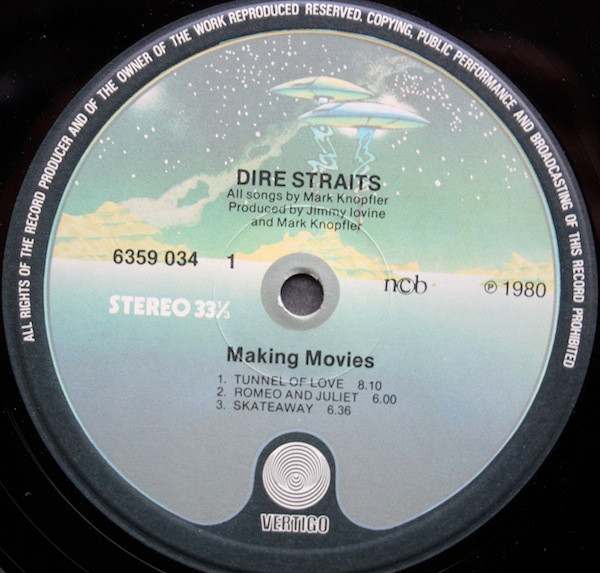 ALL RIGHTS OF THE RECORD PRODUCER AND OF THE OWNER OF THE WORK REPRODUCED RESERVED. COPYING, PUBLIC PERFORMANCE AND BROADCASTING OF THIS RECORD PROHIBITED
DIRE STRAITS
All songs by Mark Knopfler
Produced by Jimmy Iovine
and Mark Knopfler
6359 034 1
ncb
℗ 1980
STEREO 33⅓
Making Movies
1. TUNNEL OF LOVE 8.10
2. ROMEO AND JULIET 6.00
3. SKATEAWAY 6.36
VERTIGO